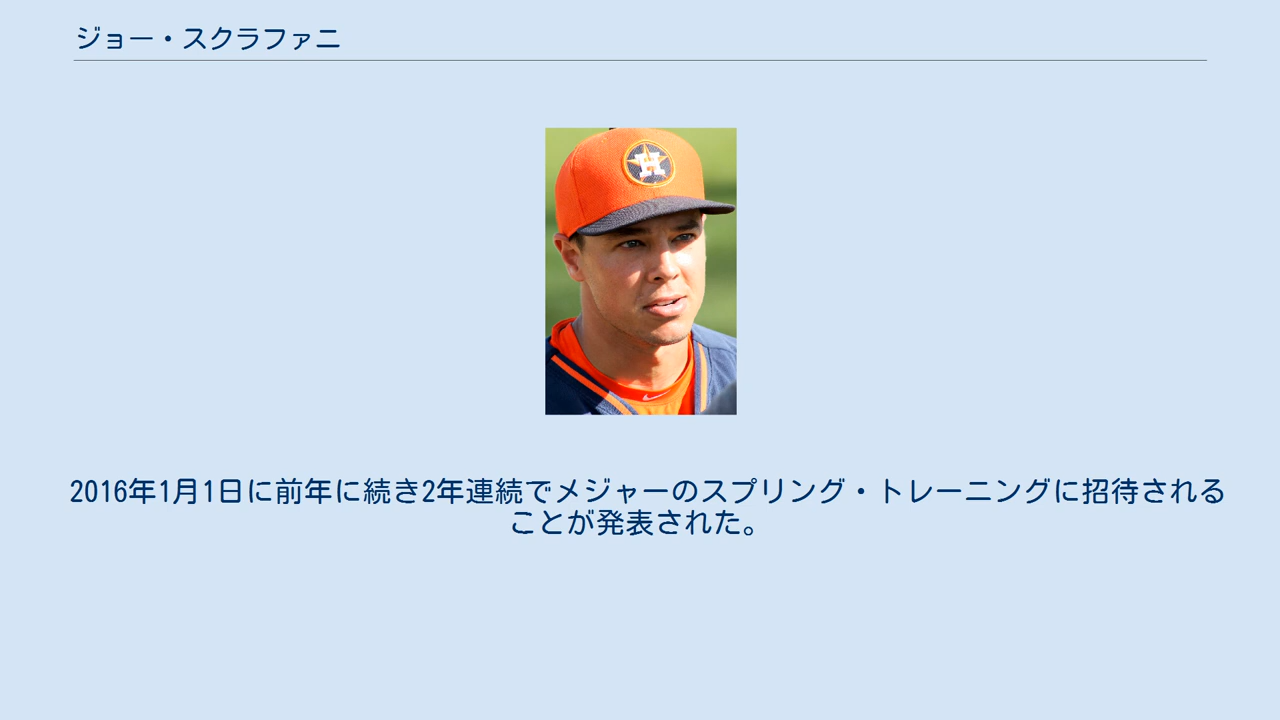 ジョー・スクラファニ
H
2016年1月1日に前年に続き2年連続でメジャーのスプリング・トレーニングに招待される
ことが発表された。